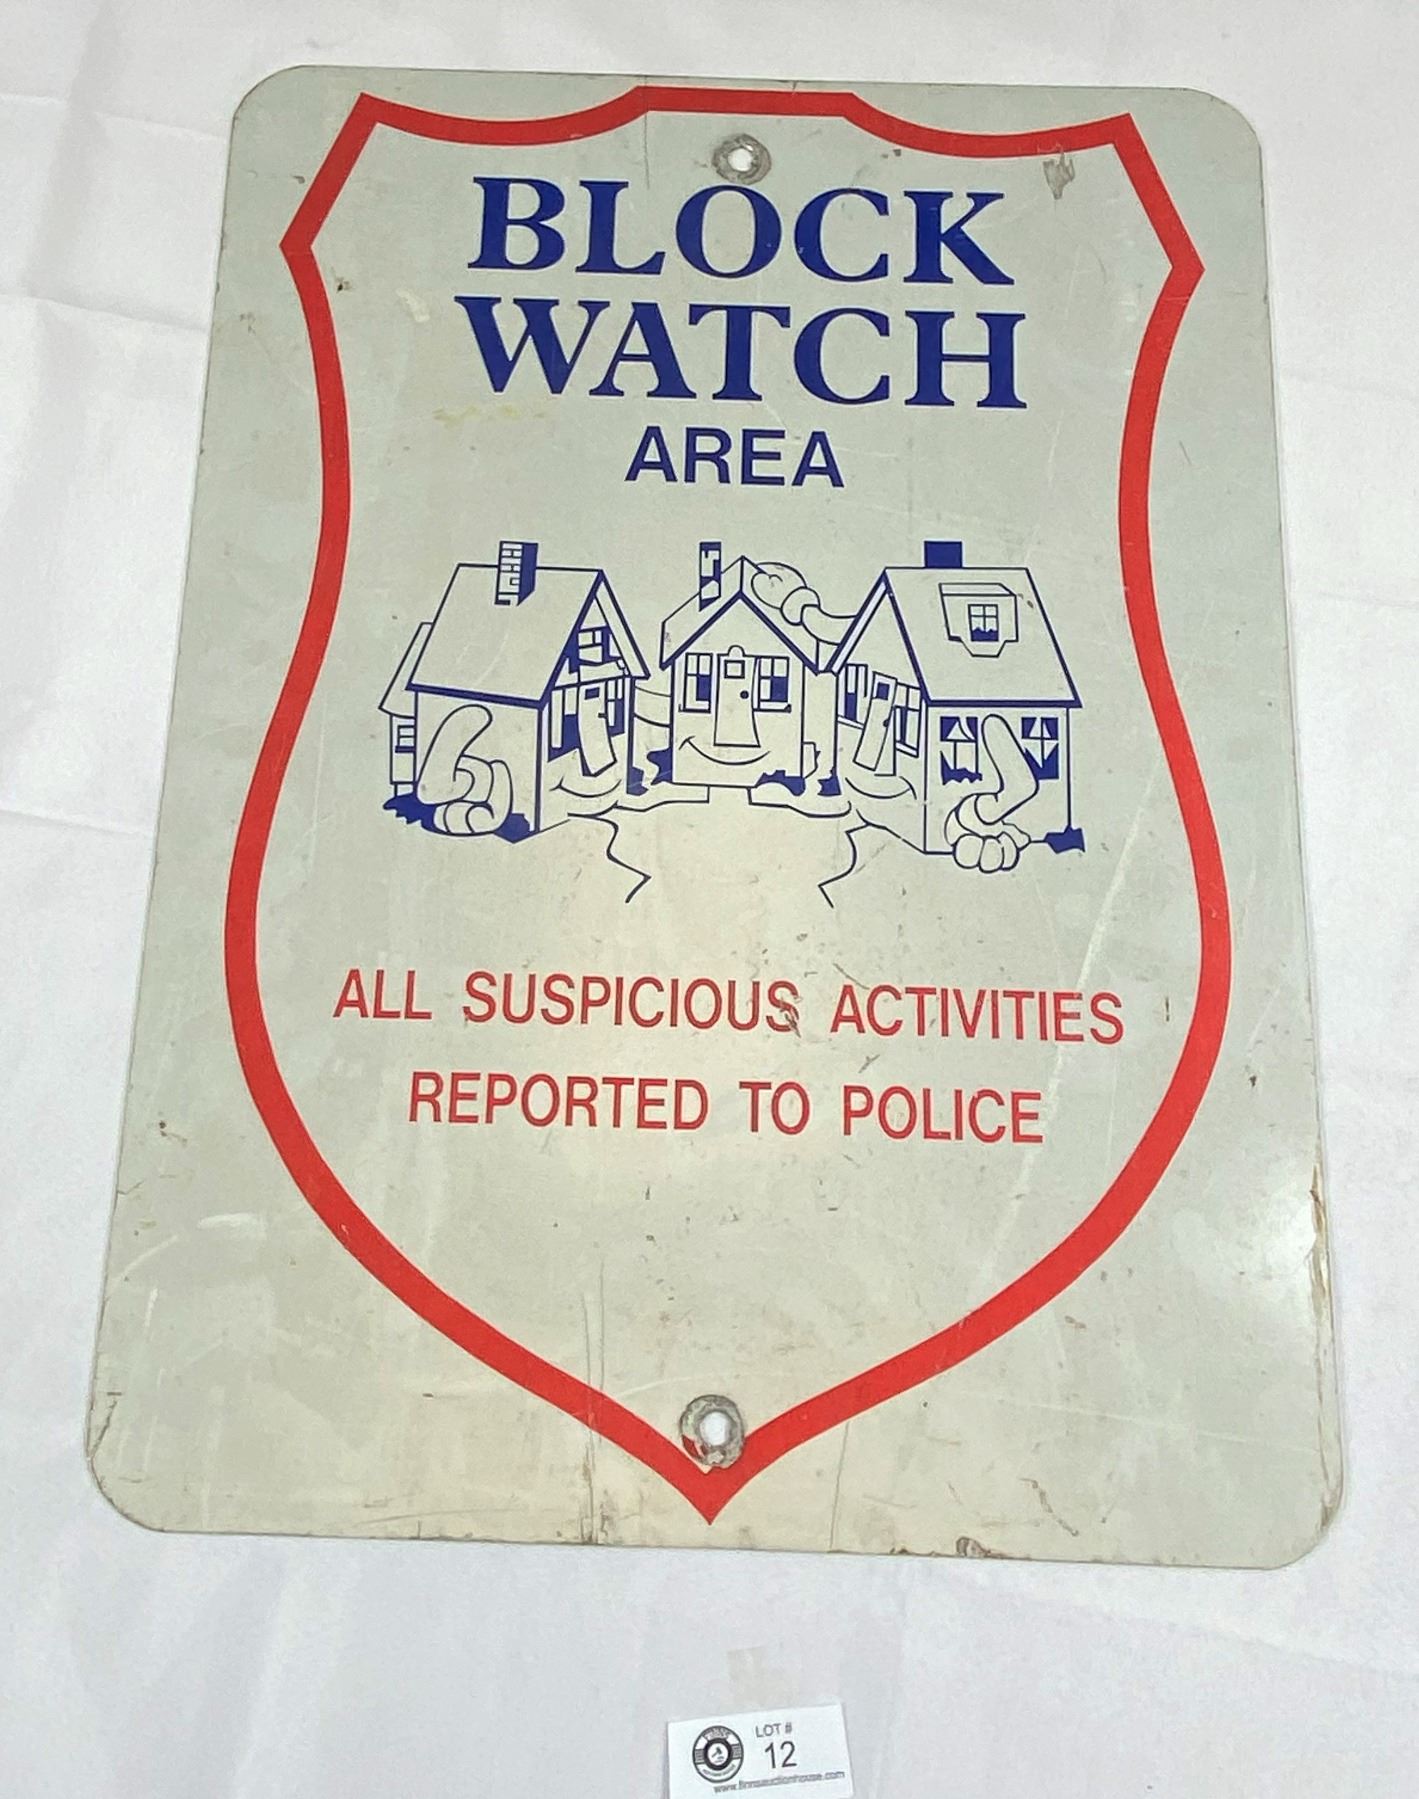 BLOCK
WATCH
AREA
ALL SUSPICIOUS ACTIVITIES
REPORTED TO POLICE
LOT #
12